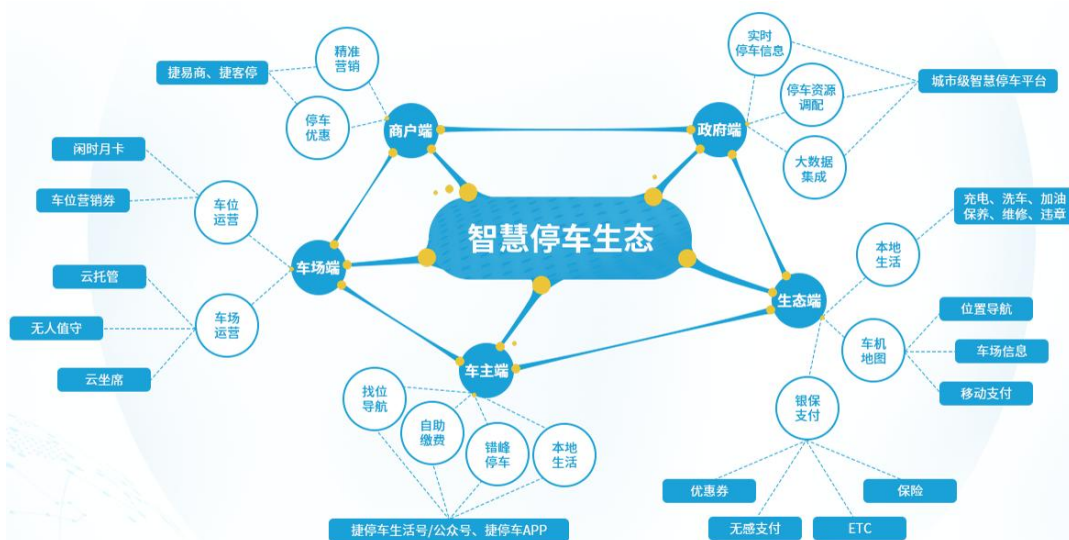 智慧停车生态
商户端
精准
营销
停车
优惠
捷易商、捷客停
政府端
实时
停车信息
停车资源
调配
大数据
集成
城市级智慧停车平台
车场端
车位
运营
闲时月卡
车位营销券
车场
运营
云托管
无人值守
云坐席
车主端
找位
导航
自助
缴费
错峰
停车
本地
生活
捷停车生活号/公众号、捷停车APP
生态端
本地
生活
充电、洗车、加油
保养、维修、违章
车机
地图
位置导航
车场信息
移动支付
银保
支付
优惠券
无感支付
ETC
保险